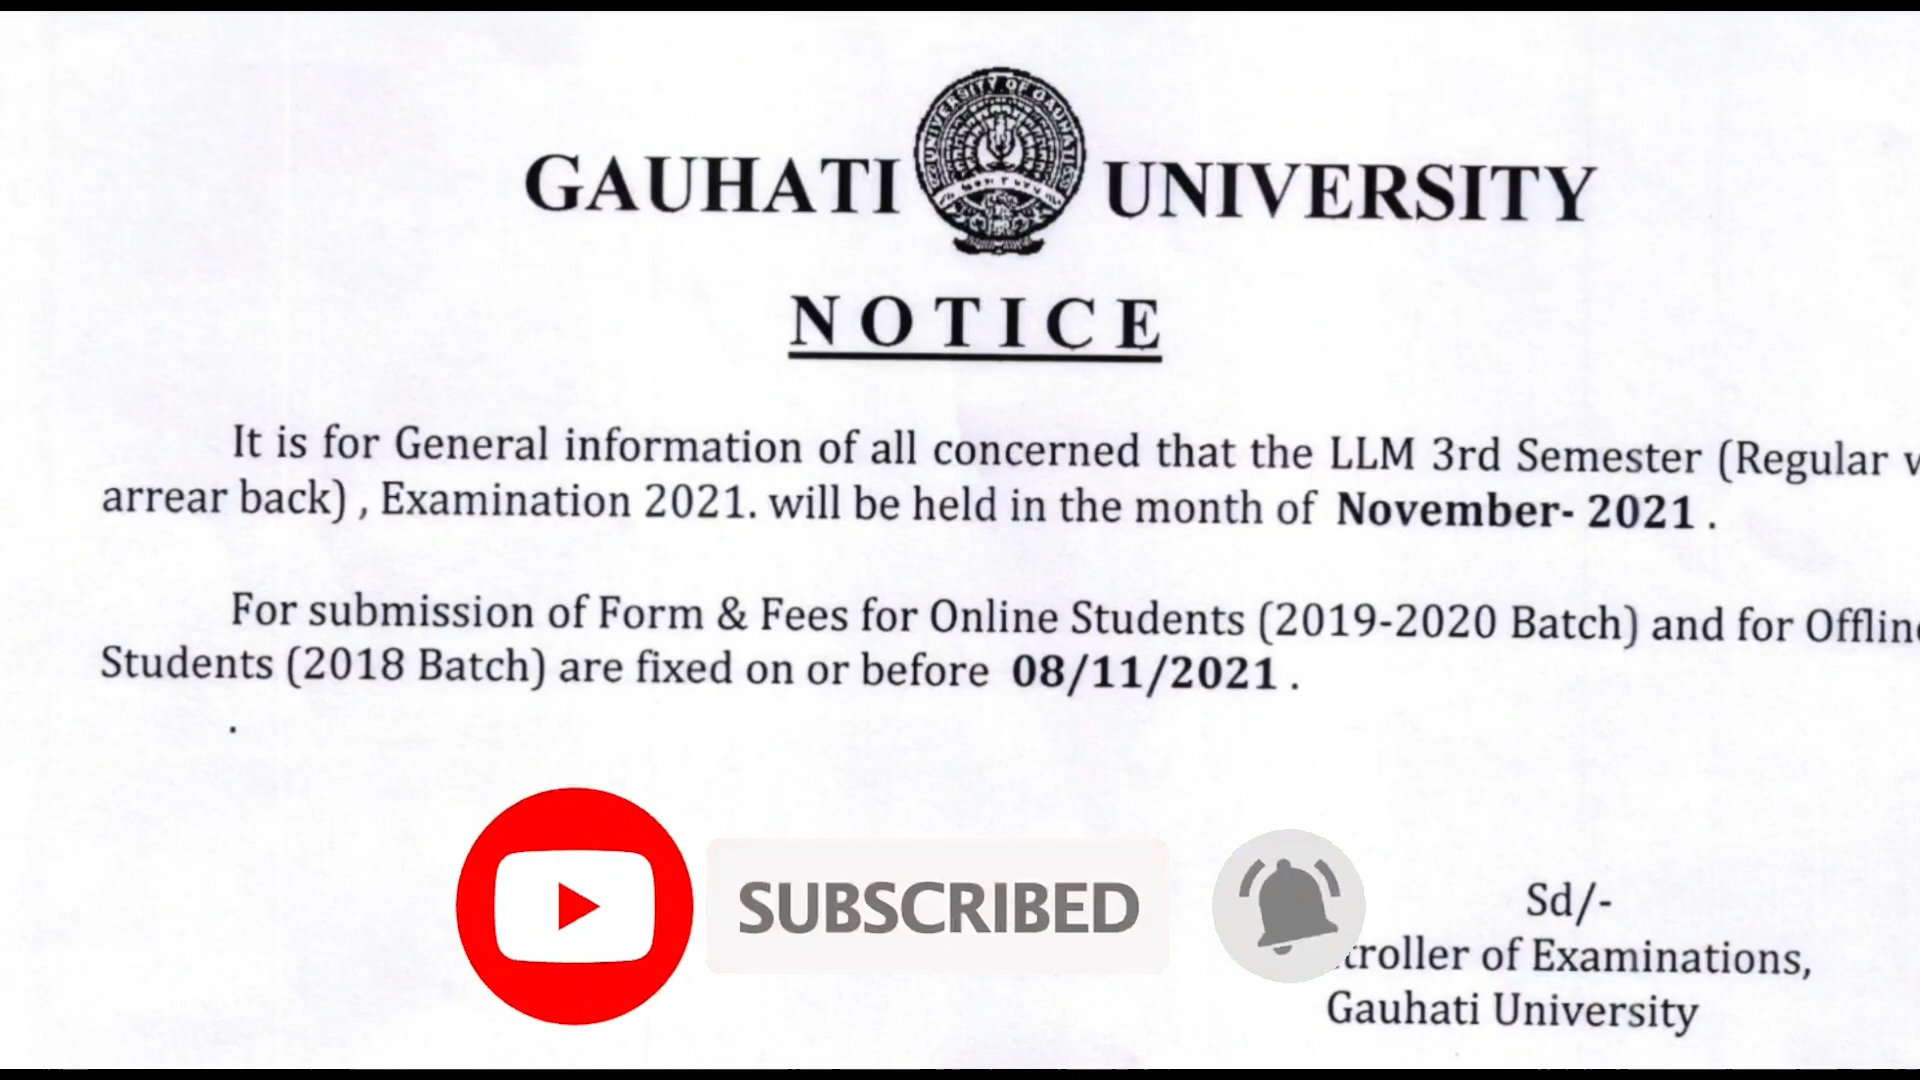 GAUHATI UNIVERSITY
UNIVERSITY OF GAUHATI
NOTICE
It is for General information of all concerned that the LLM 3rd Semester (Regular
arrear back) , Examination 2021. will be held in the month of November- 2021 .
For submission of Form & Fees for Online Students (2019-2020 Batch) and for
Students (2018 Batch) are fixed on or before 08/11/2021 .
.
SUBSCRIBED
Sd/-
of Examinations,
Gauhati University